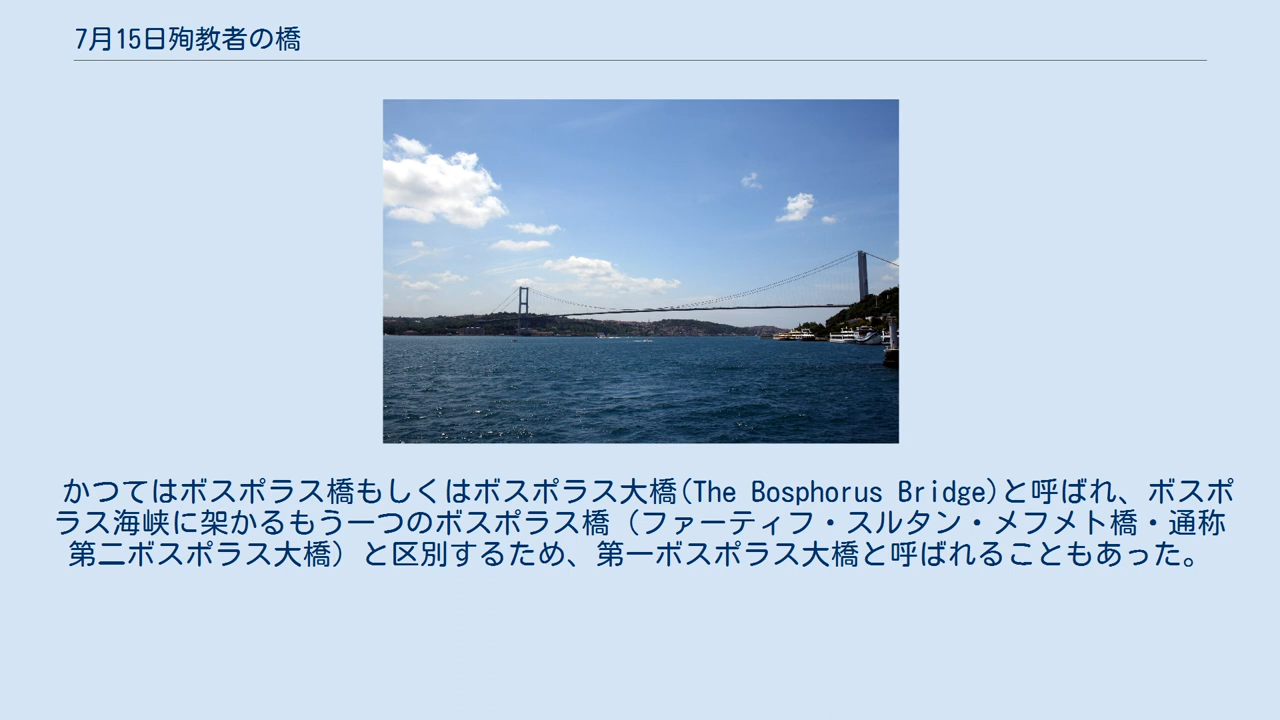 7月15日殉教者の橋
かつてはボスポラス橋もしくはボスポラス大橋(The Bosphorus Bridge)と呼ばれ、ボスポ
ラス海峡に架かるもう一つのボスポラス橋（ファーティフ・スルタン・メフメト橋・通称
第二ボスポラス大橋）と区別するため、第一ボスポラス大橋と呼ばれることもあった。